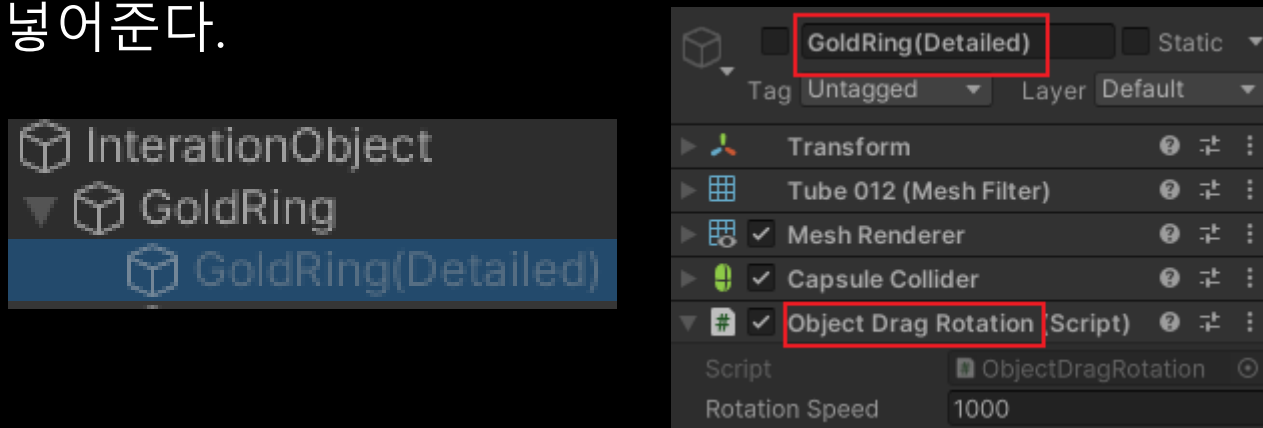 넣어준다.
InterationObject
GoldRing
GoldRing(Detailed)
GoldRing(Detailed) Static
Tag Untagged Layer Default
Transform
Tube 012 (Mesh Filter)
Mesh Renderer
Capsule Collider
Object Drag Rotation (Script)
Script ObjectDragRotation
Rotation Speed 1000